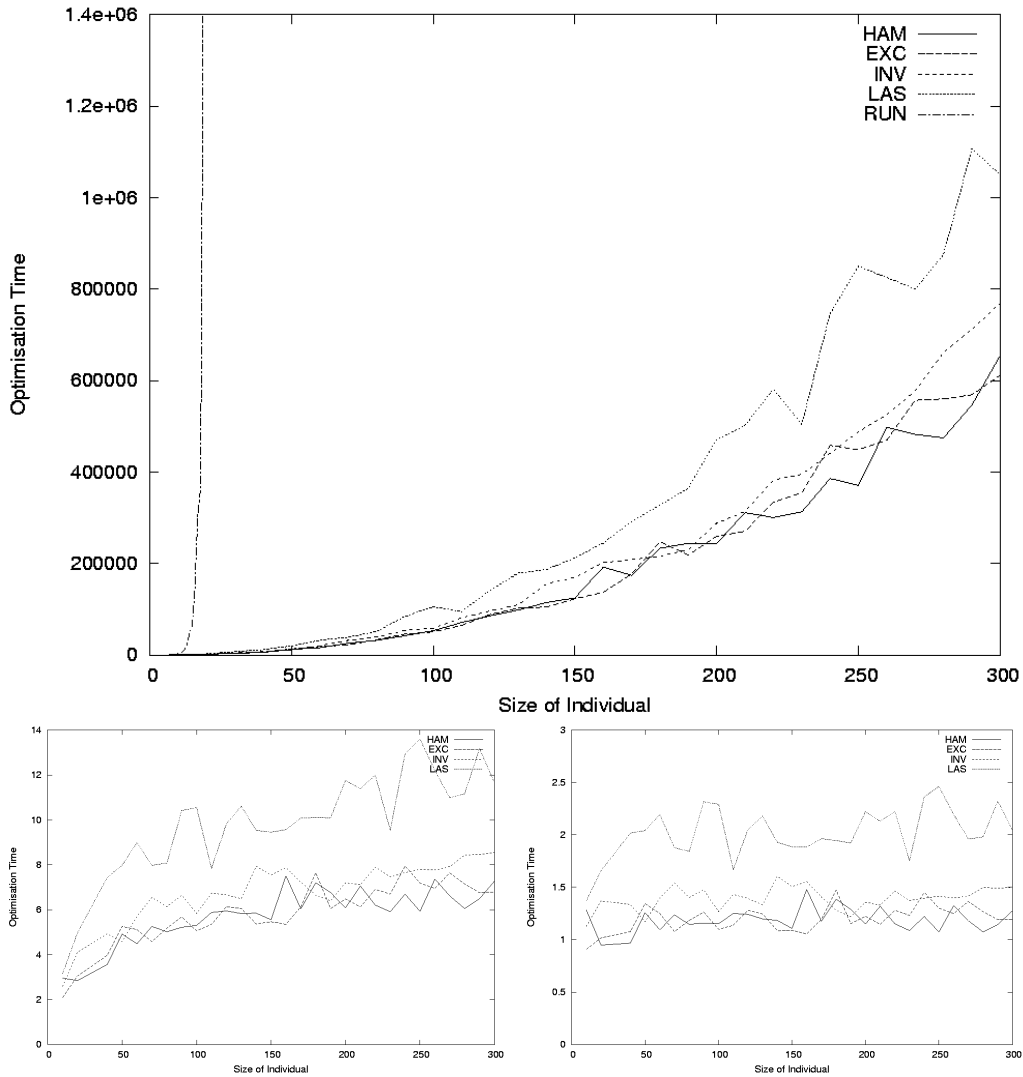 1.4e+06
1.2e+06
1e+06
800000
600000
400000
200000
0
Optimisation Time
HAM
EXC
INV
LAS
RUN
0 50 100 150 200 250 300
Size of Individual
14
12
10
8
6
4
2
0
Optimisation Time
HAM
EXC
INV
LAS
0 50 100 150 200 250 300
Size of Individual
3
2.5
2
1.5
1
0.5
0
Optimisation Time
HAM
EXC
INV
LAS
0 50 100 150 200 250 300
Size of Individual